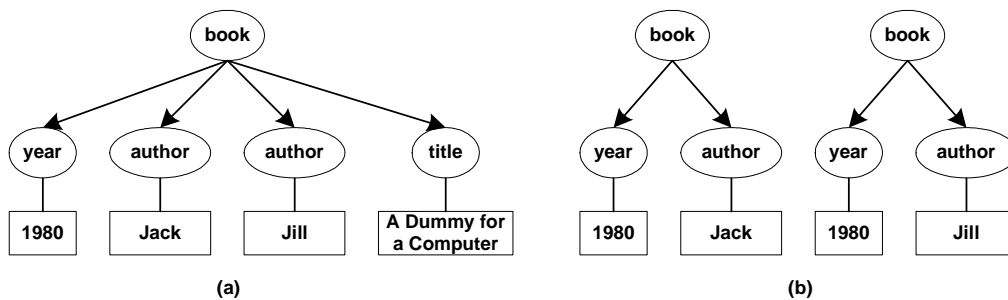 book
book
book
year
author
author
title
year
author
year
author
1980
Jack
Jill
A Dummy for
a Computer
1980
Jack
1980
Jill
(a)
(b)